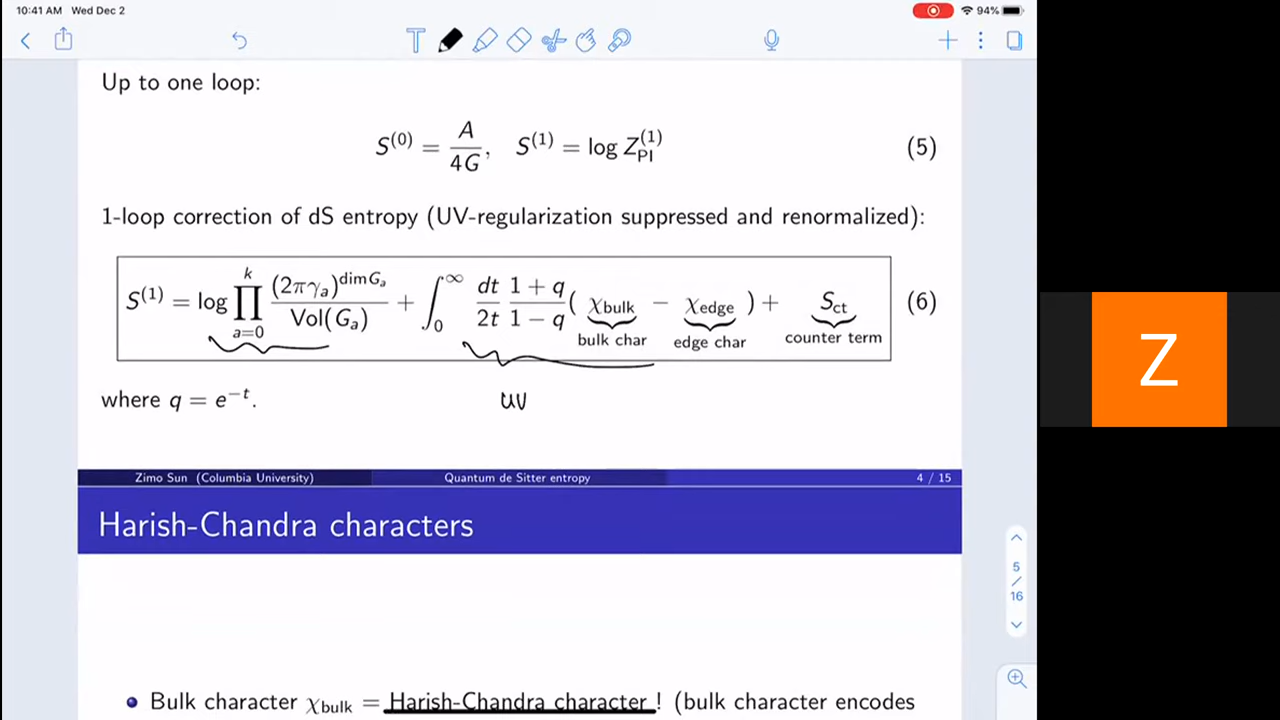 10:41 AM Wed Dec 2
94%
Up to one loop:
S^(0) = A/4G, S^(1) = log Z_PI^(1) (5)
1-loop correction of dS entropy (UV-regularization suppressed and renormalized):
S^(1) = log ∏_{a=0}^{k} (2πγ_a)^{dim G_a} / Vol(G_a) + ∫_0^∞ dt/2t (1 + q)/(1 − q) ( χ_bulk − χ_edge ) + S_ct (6)
bulk char edge char counter term
where q = e^{−t}.
UV
Zimo Sun (Columbia University) Quantum de Sitter entropy 4 / 15
Harish-Chandra characters
5 / 16
Bulk character χ_bulk = Harish-Chandra character ! (bulk character encodes
Z